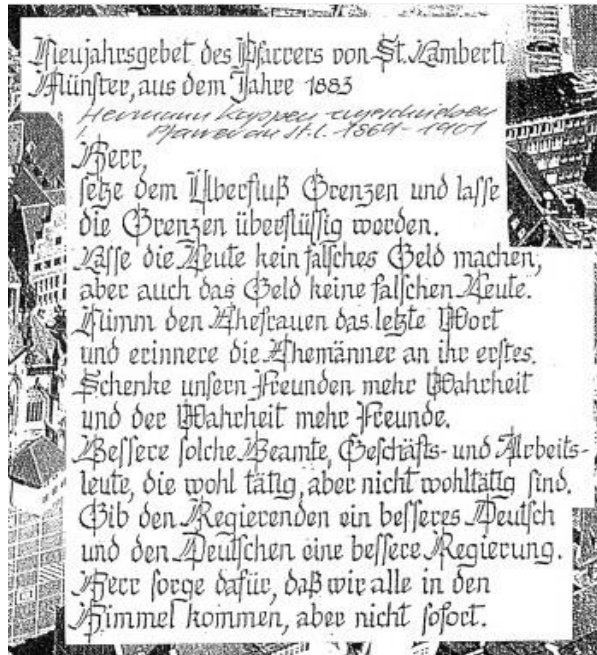 Neujahrsgebet des Pfarrers von St. Lamberti
Münster, aus dem Jahre 1883
Hermann Kappen zugeschrieben
Pfarrer an St. L. 1869-1901
Herr,
setze dem Überfluß Grenzen und lasse
die Grenzen überflüssig werden.
Lasse die Leute kein falsches Geld machen,
aber auch das Geld keine falschen Leute.
Nimm den Ehefrauen das letzte Wort
und erinnere die Ehemänner an ihr erstes.
Schenke unsern Freunden mehr Wahrheit
und der Wahrheit mehr Freunde.
Bessere solche Beamte, Geschäfts- und Arbeits-
leute, die wohl tätig, aber nicht wohltätig sind.
Gib den Regierenden ein besseres Deutsch
und den Deutschen eine bessere Regierung.
Herr sorge dafür, daß wir alle in den
Himmel kommen, aber nicht sofort.